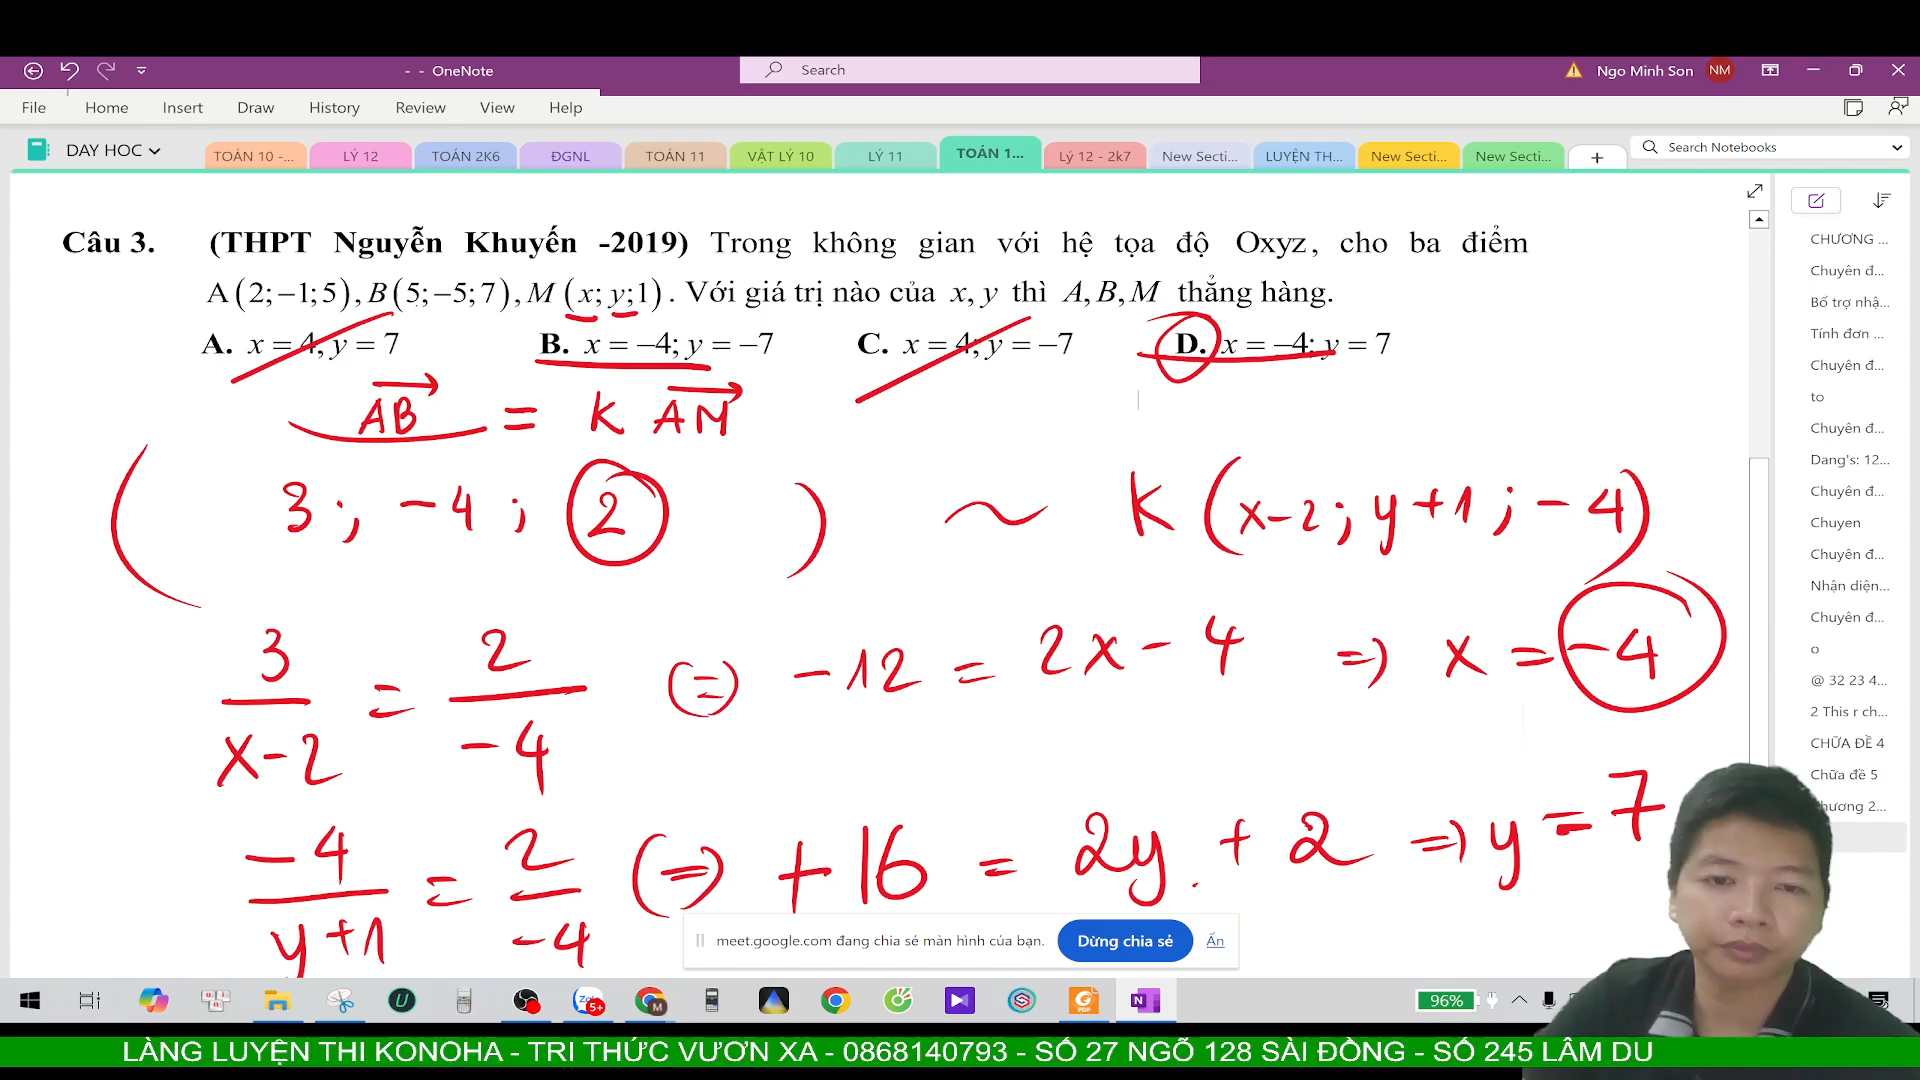 - - OneNote
Search
Ngo Minh Son NM
File Home Insert Draw History Review View Help
DAY HOC
TOÁN 10 -... LÝ 12 TOÁN 2K6 ĐGNL TOÁN 11 VẬT LÝ 10 LÝ 11 TOÁN 1... Lý 12 - 2k7 New Secti... LUYỆN TH... New Secti... New Secti... +
Search Notebooks
Câu 3. (THPT Nguyễn Khuyến -2019) Trong không gian với hệ tọa độ Oxyz, cho ba điểm
A(2;−1;5), B(5;−5;7), M(x;y;1). Với giá trị nào của x, y thì A, B, M thẳng hàng.
A. x = 4; y = 7 B. x = −4; y = −7 C. x = 4; y = −7 D. x = −4; y = 7
AB = K AM
( 3 ; -4 ; 2 ) ~ K (x-2; y+1; -4)
3/(x-2) = 2/-4 (=) -12 = 2x - 4 => x = -4
-4/(y+1) = 2/-4 (=> +16 = 2y + 2 => y = 7
CHƯƠNG ...
Chuyên đ...
Bổ trợ nhậ...
Tính đơn ...
Chuyên đ...
to
Chuyên đ...
Dang's: 12...
Chuyên đ...
Chuyen
Chuyên đ...
Nhận diện...
Chuyên đ...
o
@ 32 23 4...
2 This r ch...
CHỮA ĐỀ 4
Chữa đề 5
hương 2...
meet.google.com đang chia sẻ màn hình của bạn. Dừng chia sẻ Ẩn
96%
LÀNG LUYỆN THI KONOHA - TRI THỨC VƯƠN XA - 0868140793 - SỐ 27 NGÕ 128 SÀI ĐỒNG - SỐ 245 LÂM DU